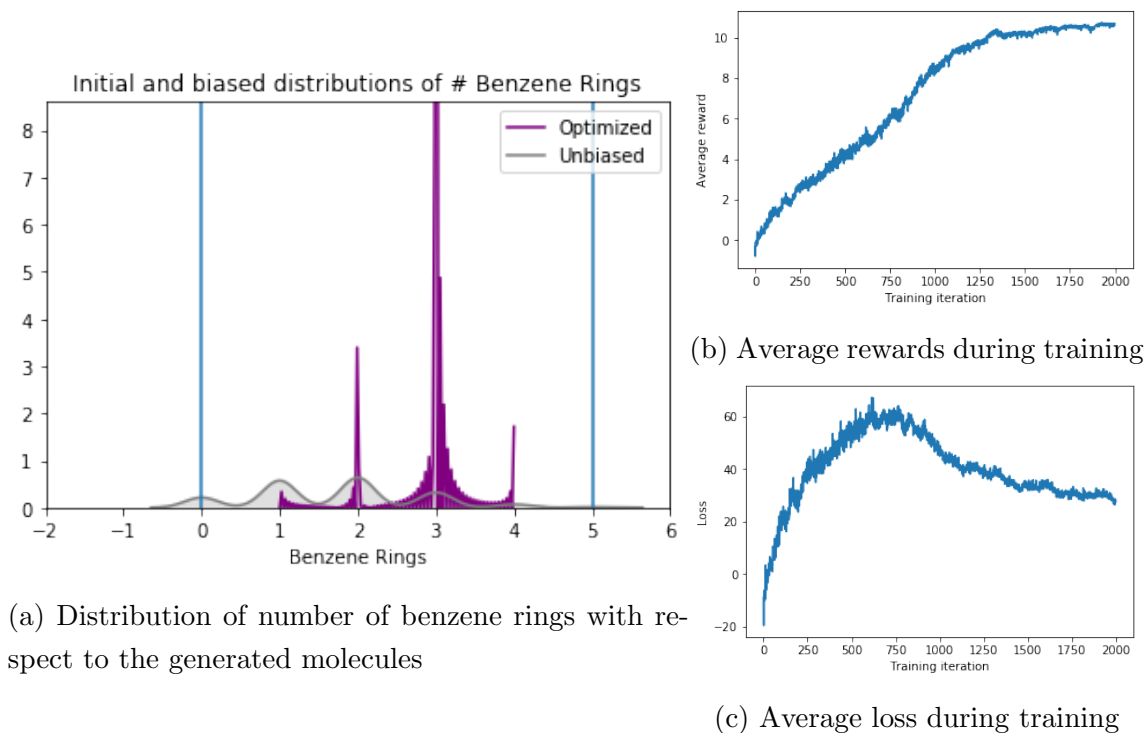 Initial and biased distributions of # Benzene Rings
Optimized
Unbiased
8
7
6
5
4
3
2
1
0
−2 −1 0 1 2 3 4 5 6
Benzene Rings
(a) Distribution of number of benzene rings with re-
spect to the generated molecules
Average reward
10
8
6
4
2
0
0 250 500 750 1000 1250 1500 1750 2000
Training iteration
(b) Average rewards during training
Loss
60
40
20
0
−20
0 250 500 750 1000 1250 1500 1750 2000
Training iteration
(c) Average loss during training